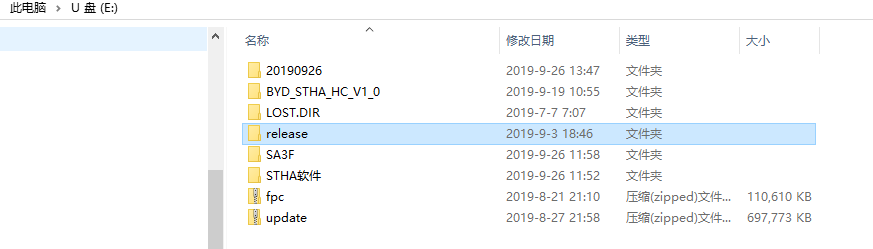 此电脑 > U 盘 (E:)
名称 修改日期 类型 大小
20190926 2019-9-26 13:47 文件夹
BYD_STHA_HC_V1_0 2019-9-19 10:55 文件夹
LOST.DIR 2019-7-7 7:07 文件夹
release 2019-9-3 18:46 文件夹
SA3F 2019-9-26 11:58 文件夹
STHA软件 2019-9-26 11:52 文件夹
fpc 2019-8-21 21:10 压缩(zipped)文件... 110,610 KB
update 2019-8-27 21:58 压缩(zipped)文件... 697,773 KB